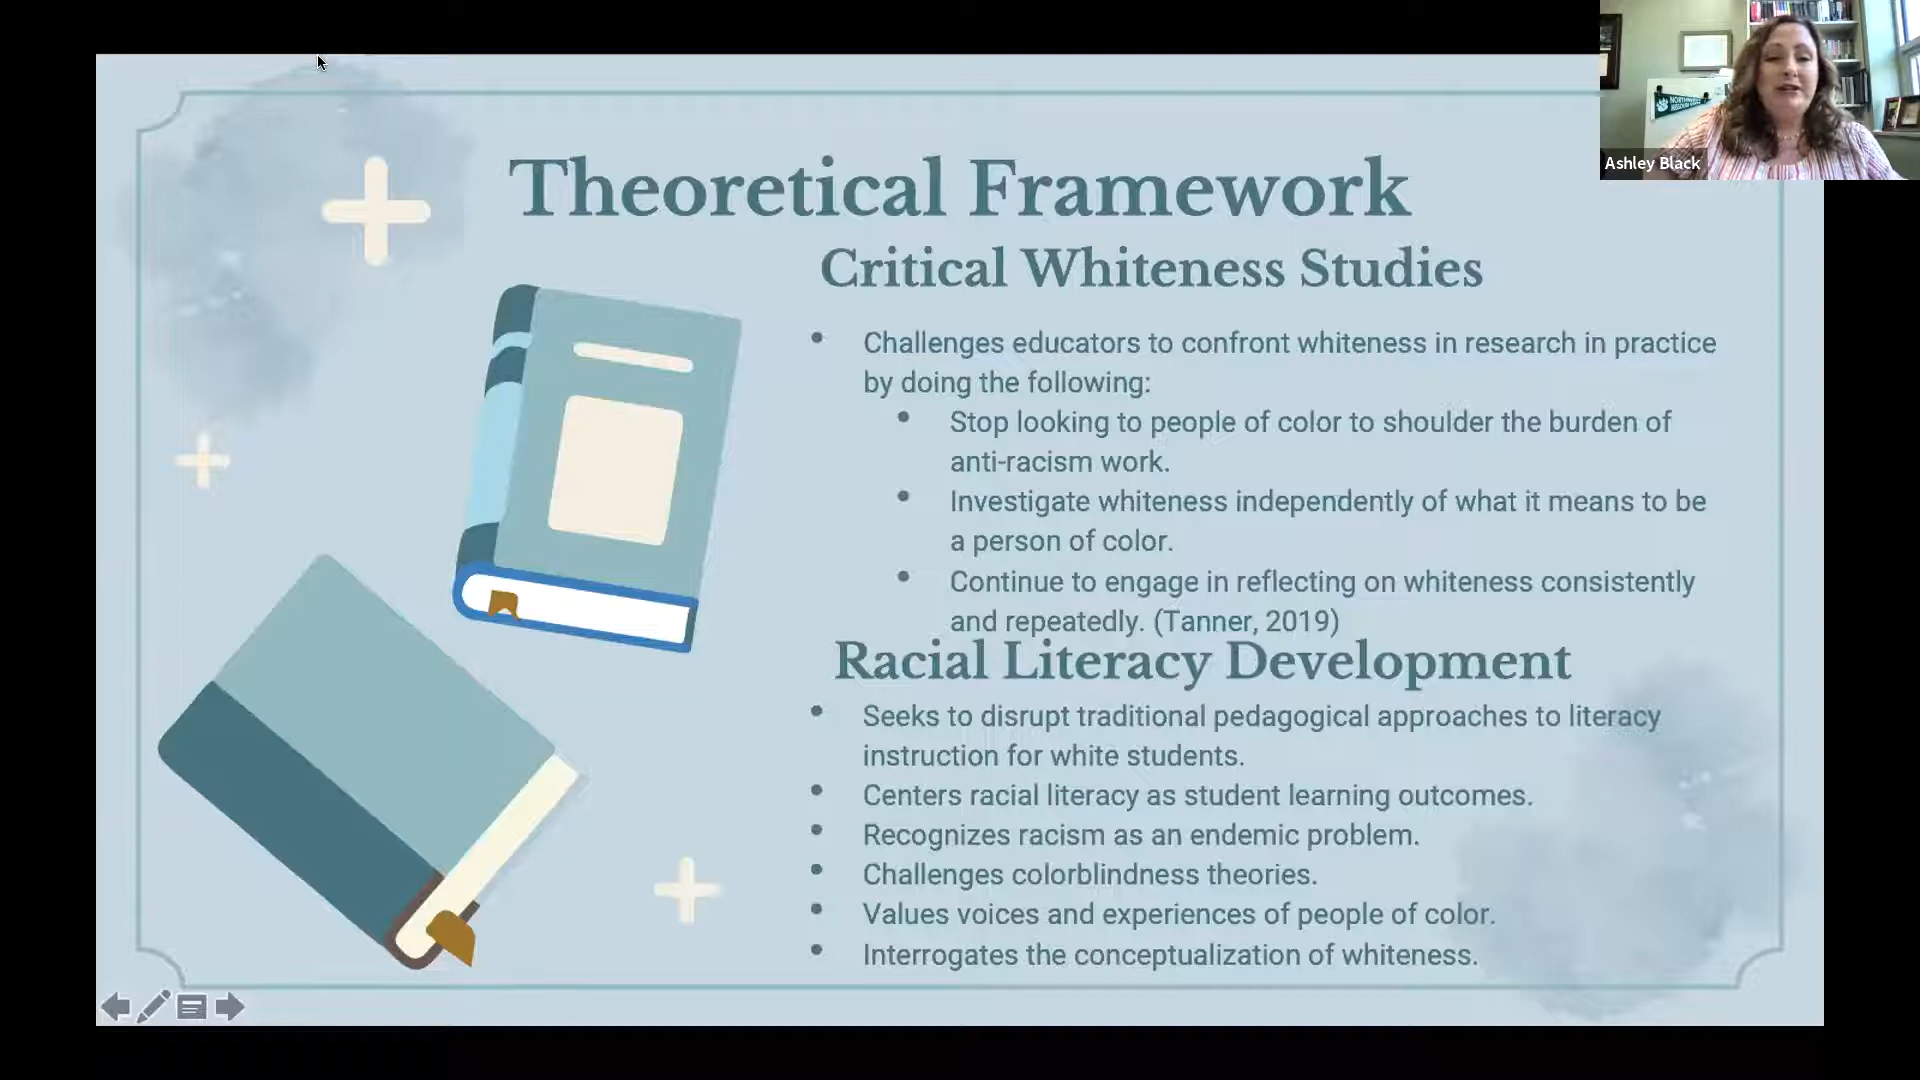 Theoretical Framework
Critical Whiteness Studies
• Challenges educators to confront whiteness in research in practice
by doing the following:
• Stop looking to people of color to shoulder the burden of
anti-racism work.
• Investigate whiteness independently of what it means to be
a person of color.
• Continue to engage in reflecting on whiteness consistently
and repeatedly. (Tanner, 2019)
Racial Literacy Development
• Seeks to disrupt traditional pedagogical approaches to literacy
instruction for white students.
• Centers racial literacy as student learning outcomes.
• Recognizes racism as an endemic problem.
• Challenges colorblindness theories.
• Values voices and experiences of people of color.
• Interrogates the conceptualization of whiteness.
NORTHWEST
MISSOURI
Ashley Black